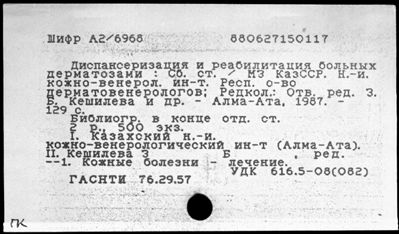 Шифр А2/6968 880627150117
Диспансеризация и реабилитация больных
дерматозами : Сб. ст. / МЗ КазССР. Н.-и.
кожно-венерол. ин-т. Респ. о-во
дерматовенерологов; Редкол.: Отв. ред. З.
Б. Кешилева и др. - Алма-Ата, 1987. -
129 с.
Библиогр. в конце отд. ст.
2 р., 500 экз.
I. Казахский н.-и.
кожно-венерологический ин-т (Алма-Ата).
II. Кешилева З Б , ред.
--1. Кожные болезни - лечение.
УДК 616.5-08(082)
ГАСНТИ 76.29.57
ПК